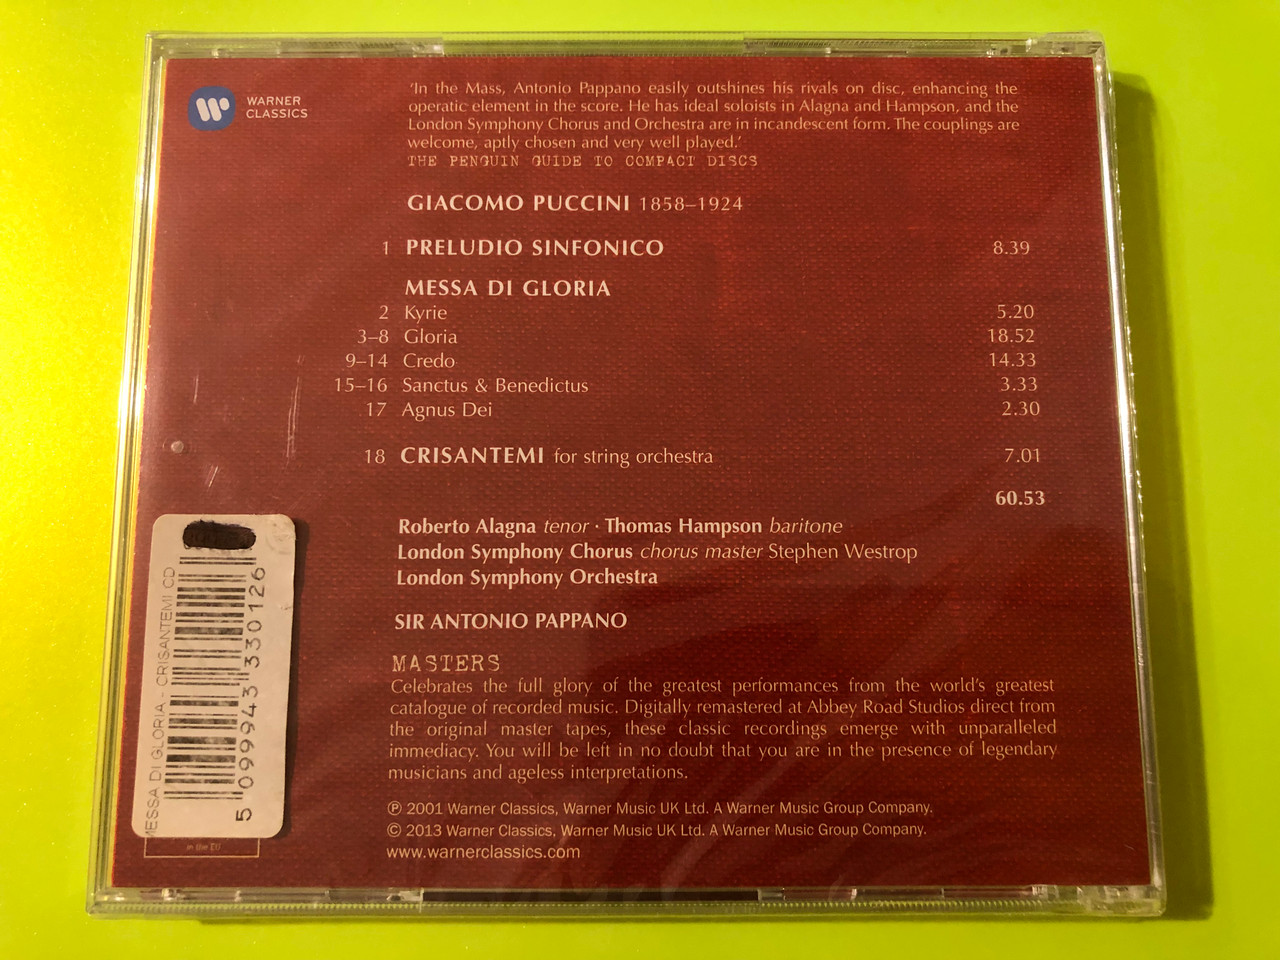 WARNER
CLASSICS
'In the Mass, Antonio Pappano easily outshines his rivals on disc, enhancing the
operatic element in the score. He has ideal soloists in Alagna and Hampson, and the
London Symphony Chorus and Orchestra are in incandescent form. The couplings are
welcome, aptly chosen and very well played.'
THE PENGUIN GUIDE TO COMPACT DISCS
GIACOMO PUCCINI 1858–1924
1 PRELUDIO SINFONICO 8.39
MESSA DI GLORIA
2 Kyrie 5.20
3–8 Gloria 18.52
9–14 Credo 14.33
15–16 Sanctus & Benedictus 3.33
17 Agnus Dei 2.30
18 CRISANTEMI for string orchestra 7.01
60.53
Roberto Alagna tenor · Thomas Hampson baritone
London Symphony Chorus chorus master Stephen Westrop
London Symphony Orchestra
SIR ANTONIO PAPPANO
MASTERS
Celebrates the full glory of the greatest performances from the world's greatest
catalogue of recorded music. Digitally remastered at Abbey Road Studios direct from
the original master tapes, these classic recordings emerge with unparalleled
immediacy. You will be left in no doubt that you are in the presence of legendary
musicians and ageless interpretations.
℗ 2001 Warner Classics, Warner Music UK Ltd. A Warner Music Group Company.
© 2013 Warner Classics, Warner Music UK Ltd. A Warner Music Group Company.
www.warnerclassics.com
MESSA DI GLORIA - CRISANTEMI CD
5 099943 330126
in the EU